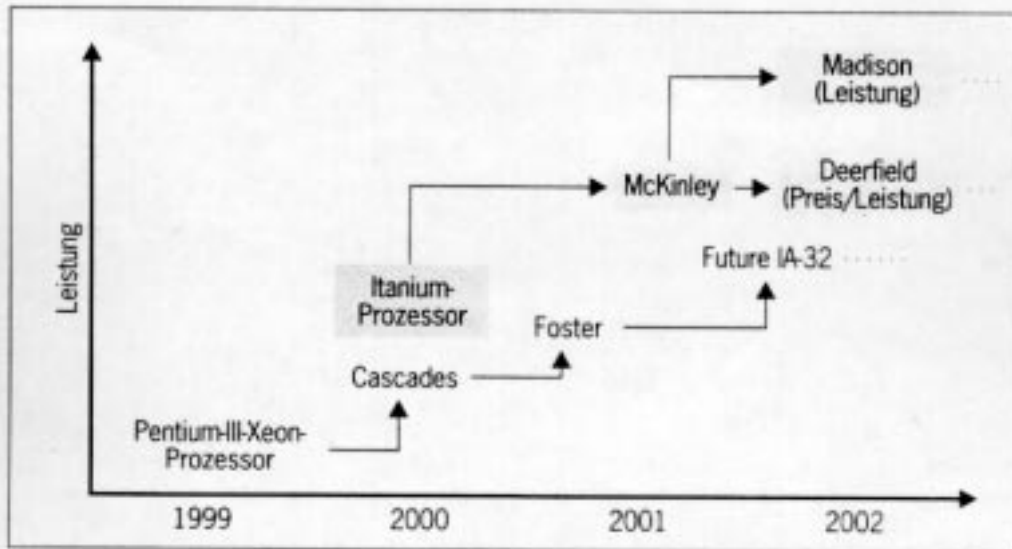 Madison
(Leistung)
McKinley
Deerfield
(Preis/Leistung)
Future IA-32
Leistung
Itanium-
Prozessor
Foster
Cascades
Pentium-III-Xeon-
Prozessor
1999
2000
2001
2002